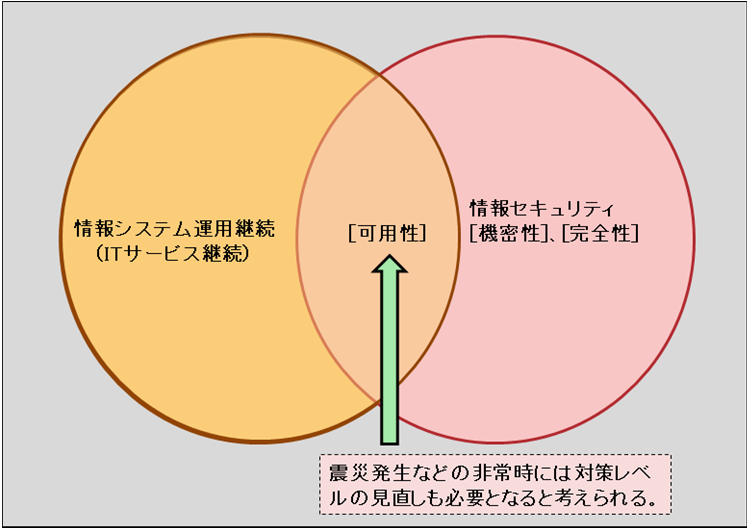 情報システム運用継続
(ITサービス継続)
[可用性]
情報セキュリティ
[機密性]、[完全性]
震災発生などの非常時には対策レベ
ルの見直しも必要となると考えられる。